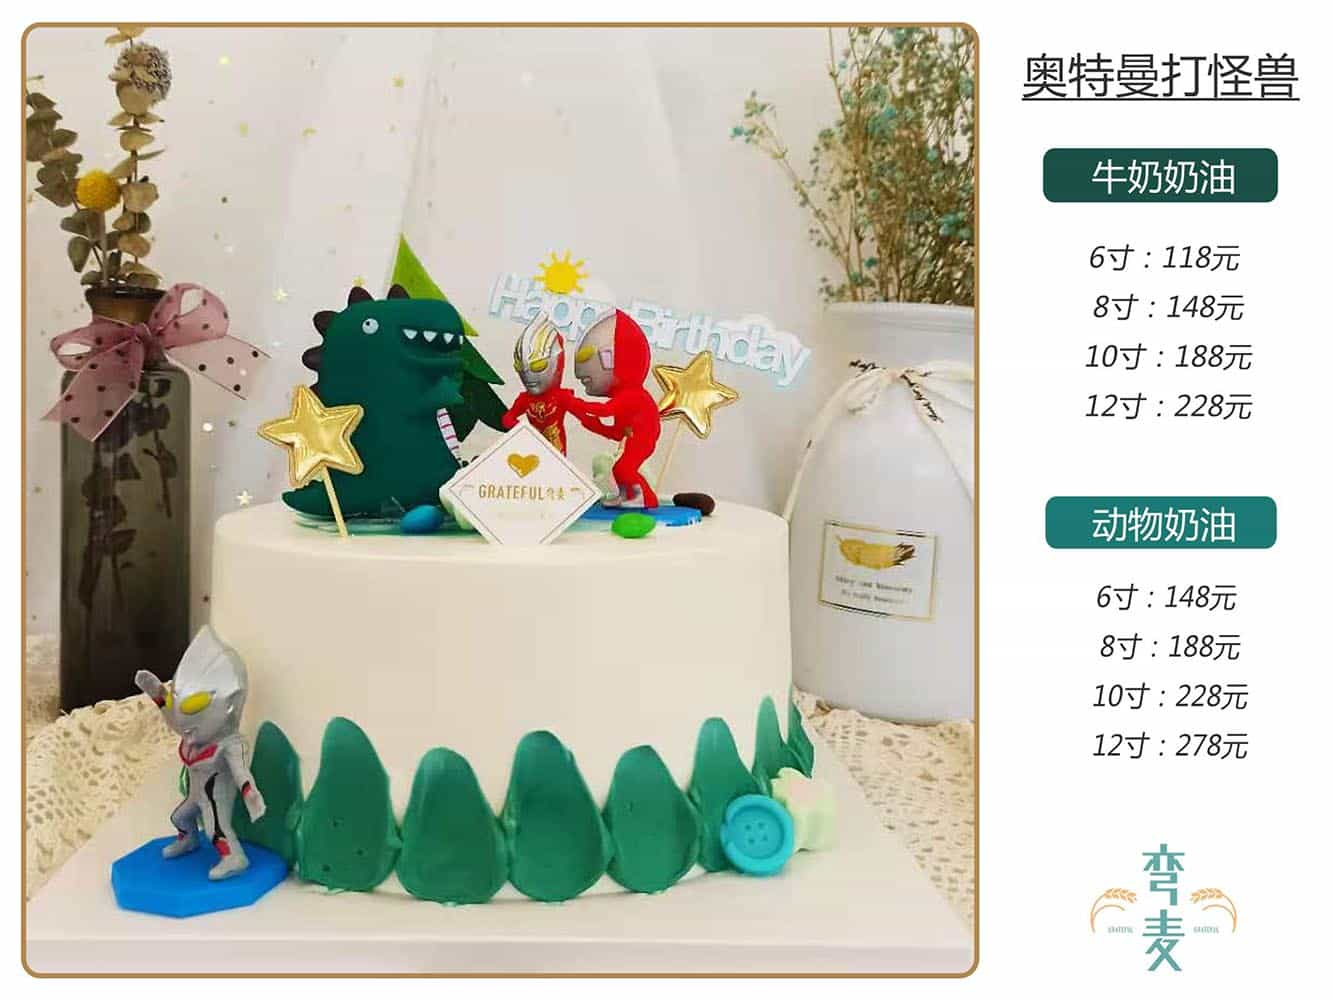 奥特曼打怪兽
牛奶奶油
6寸：118元
8寸：148元
10寸：188元
12寸：228元
动物奶油
6寸：148元
8寸：188元
10寸：228元
12寸：278元
弯麦
GRATEFUL GRATEFUL
Happy Birthday
GRATEFUL弯麦